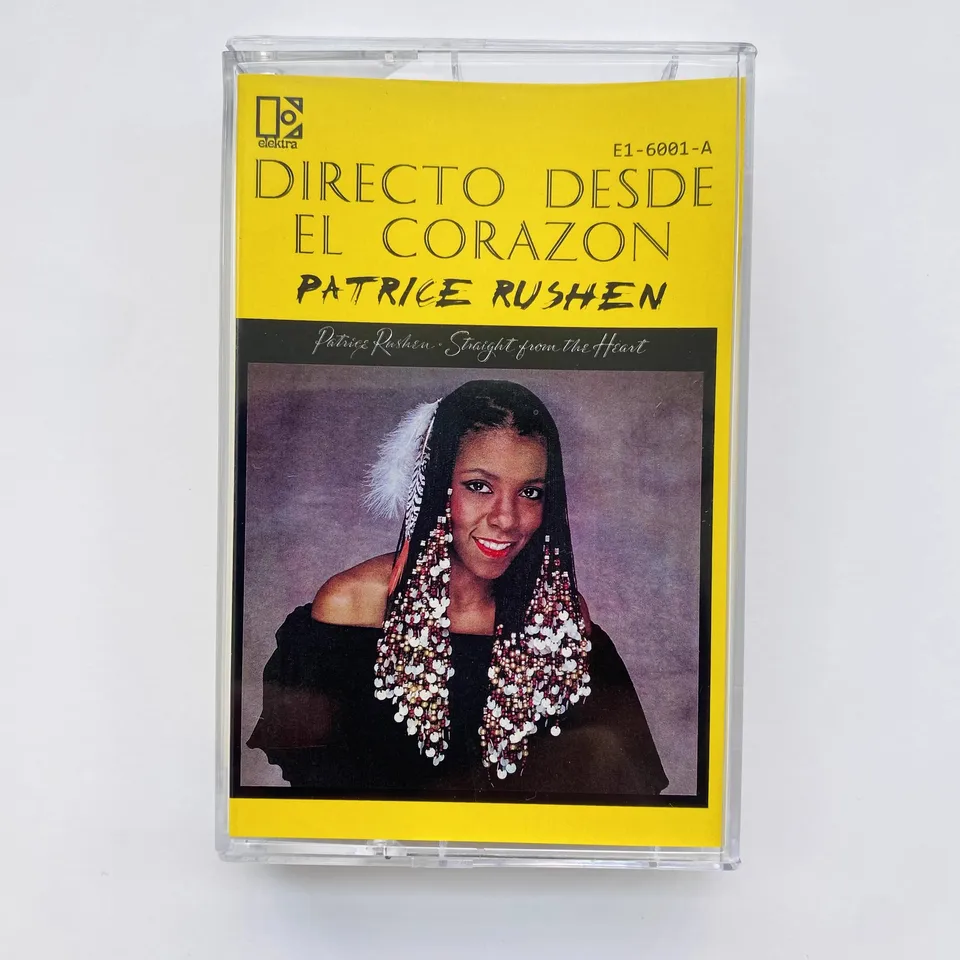 elektra
E1-6001-A
DIRECTO DESDE
EL CORAZON
PATRICE RUSHEN
Patrice Rushen • Straight from the Heart